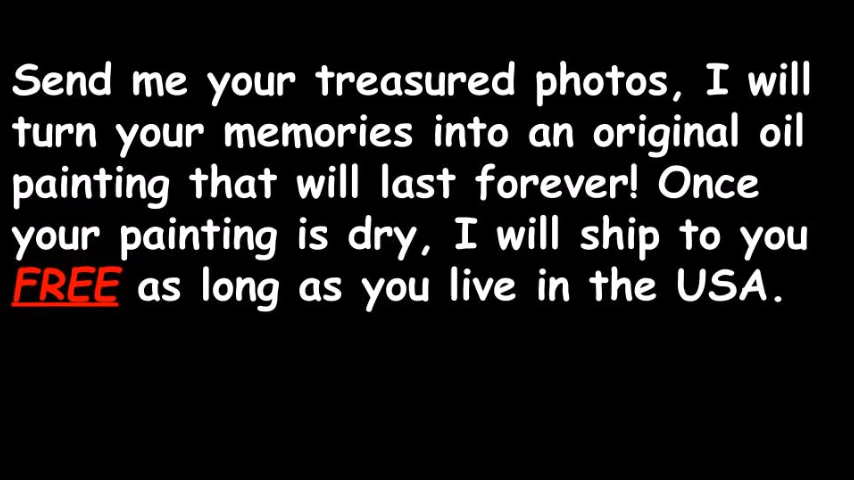 Send me your treasured photos, I will
turn your memories into an original oil
painting that will last forever! Once
your painting is dry, I will ship to you
FREE as long as you live in the USA.